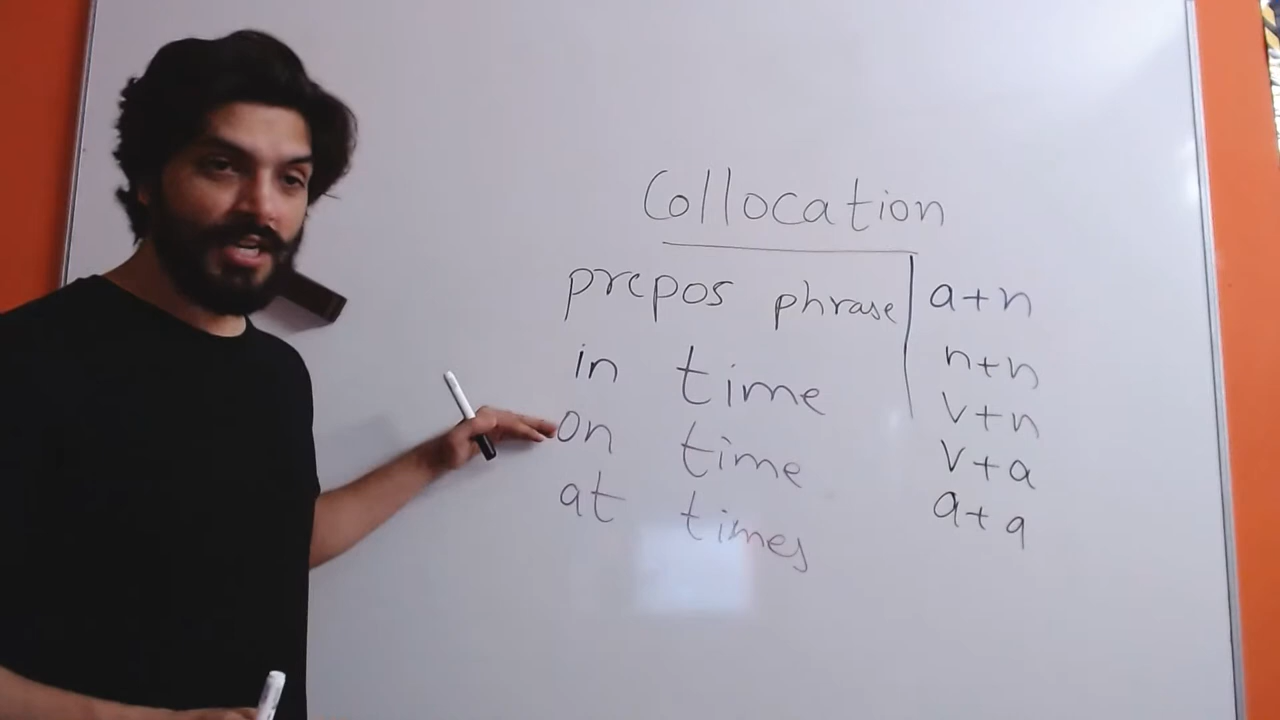 Collocation
prepos phrase
in time
on time
at times
a+n
n+n
v+n
v+a
a+a